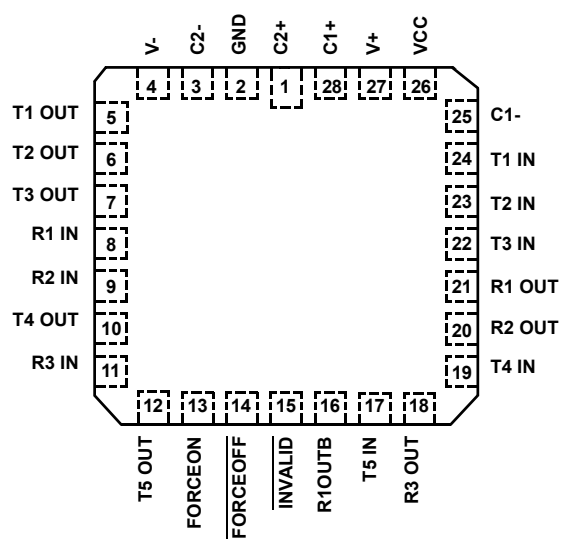 V-
C2-
GND
C2+
C1+
V+
VCC
4
3
2
1
28
27
26
T1 OUT
5
25
C1-
T2 OUT
6
24
T1 IN
T3 OUT
7
23
T2 IN
R1 IN
8
22
T3 IN
R2 IN
9
21
R1 OUT
T4 OUT
10
20
R2 OUT
R3 IN
11
19
T4 IN
12
13
14
15
16
17
18
T5 OUT
FORCEON
FORCEOFF
INVALID
R1OUTB
T5 IN
R3 OUT